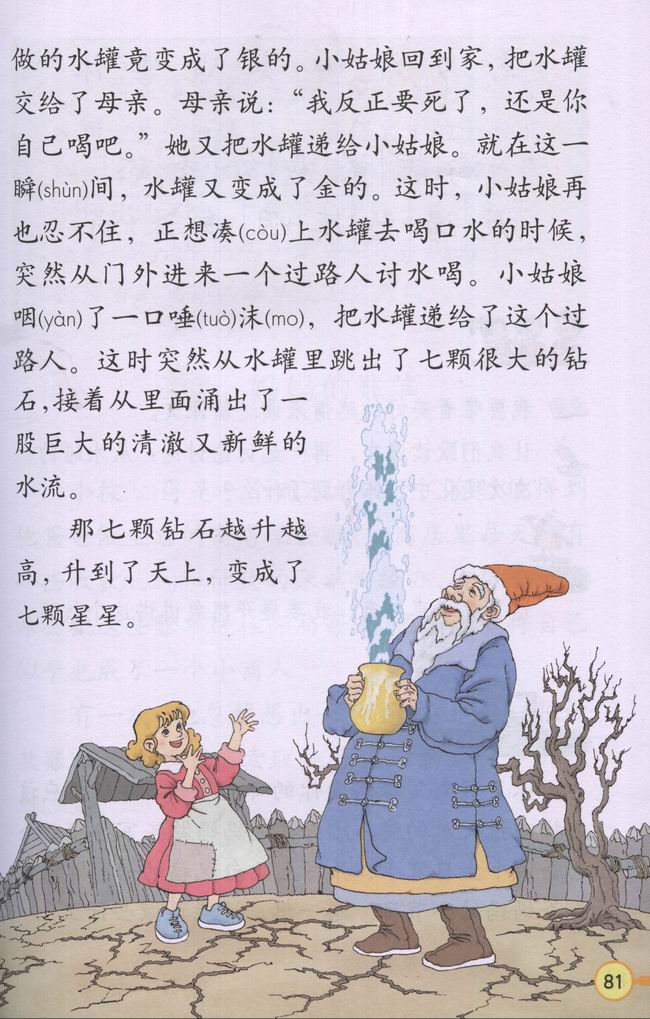 做的水罐竟变成了银的。小姑娘回到家，把水罐
交给了母亲。母亲说：“我反正要死了，还是你
自己喝吧。”她又把水罐递给小姑娘。就在这一
瞬(shùn)间，水罐又变成了金的。这时，小姑娘再
也忍不住，正想凑(còu)上水罐去喝口水的时候，
突然从门外进来一个过路人讨水喝。小姑娘
咽(yàn)了一口唾(tuò)沫(mo)，把水罐递给了这个过
路人。这时突然从水罐里跳出了七颗很大的钻
石，接着从里面涌出了一
股巨大的清澈又新鲜的
水流。
那七颗钻石越升越
高，升到了天上，变成了
七颗星星。
81